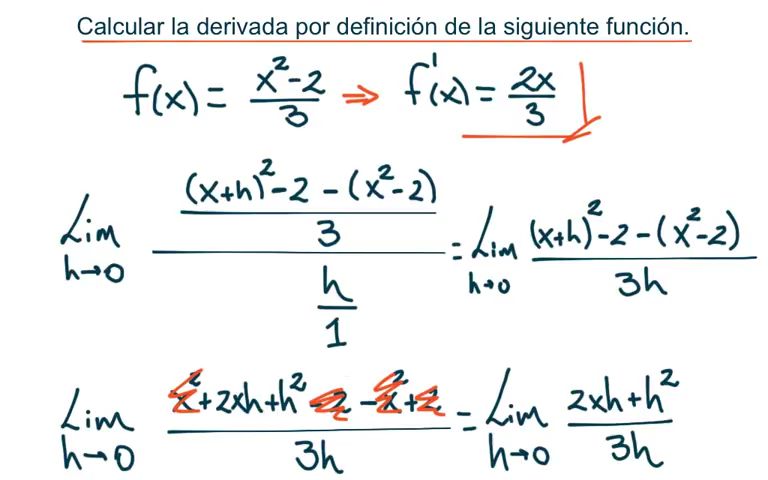 Calcular la derivada por definición de la siguiente función.
f(x) = (x² - 2)/3 ⇒ f'(x) = 2x/3
Lim h→0 (((x+h)² - 2 - (x² - 2))/3)/(h/1) = Lim h→0 ((x+h)² - 2 - (x² - 2))/3h
Lim h→0 (x² + 2xh + h² - 2 - x² + 2)/3h = Lim h→0 (2xh + h²)/3h